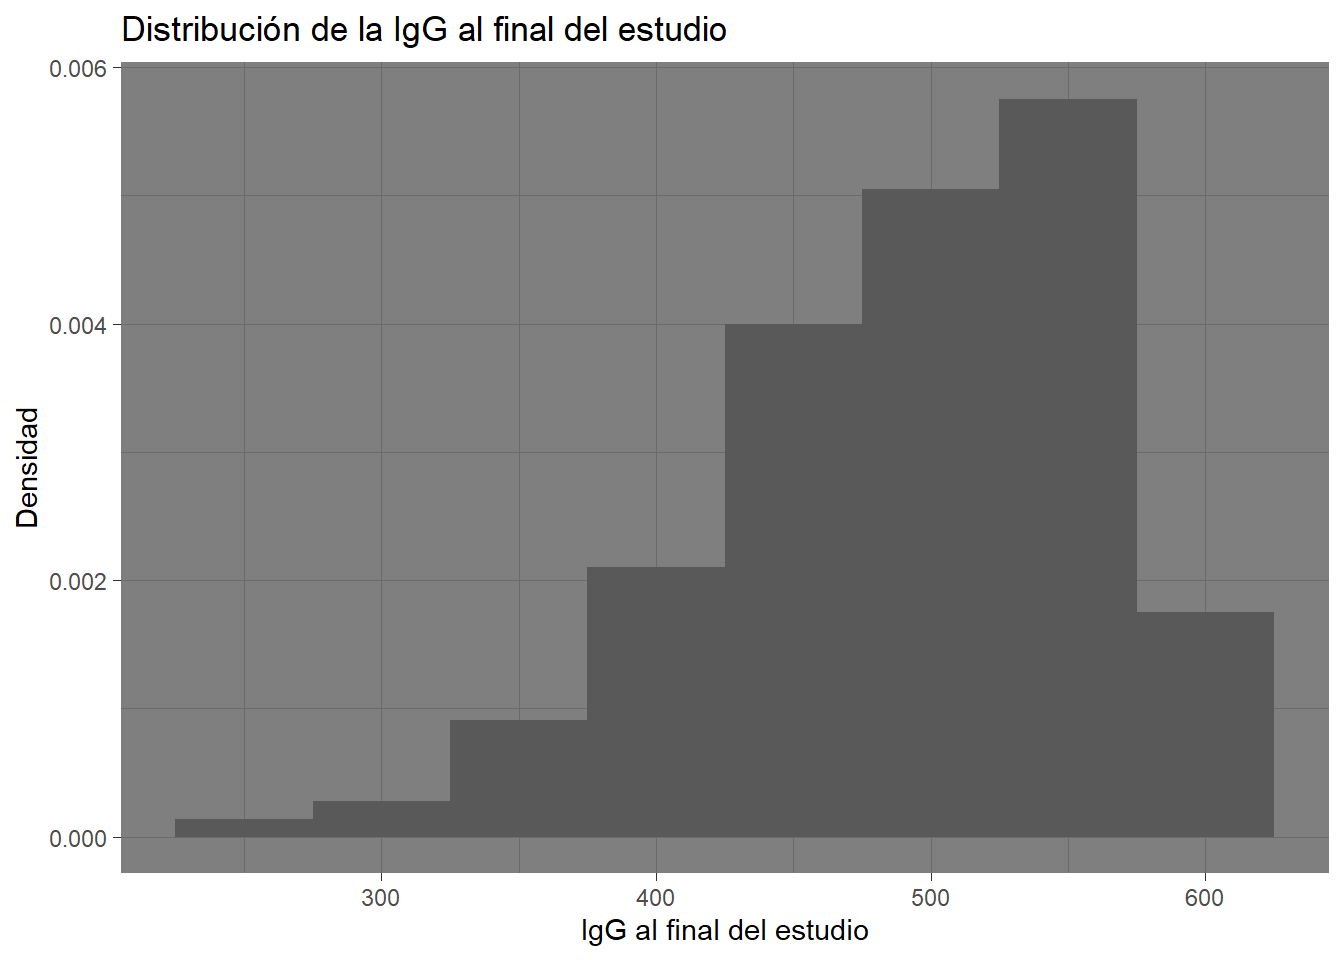 Distribución de la IgG al final del estudio
0.006
0.004
0.002
0.000
Densidad
300 400 500 600
IgG al final del estudio